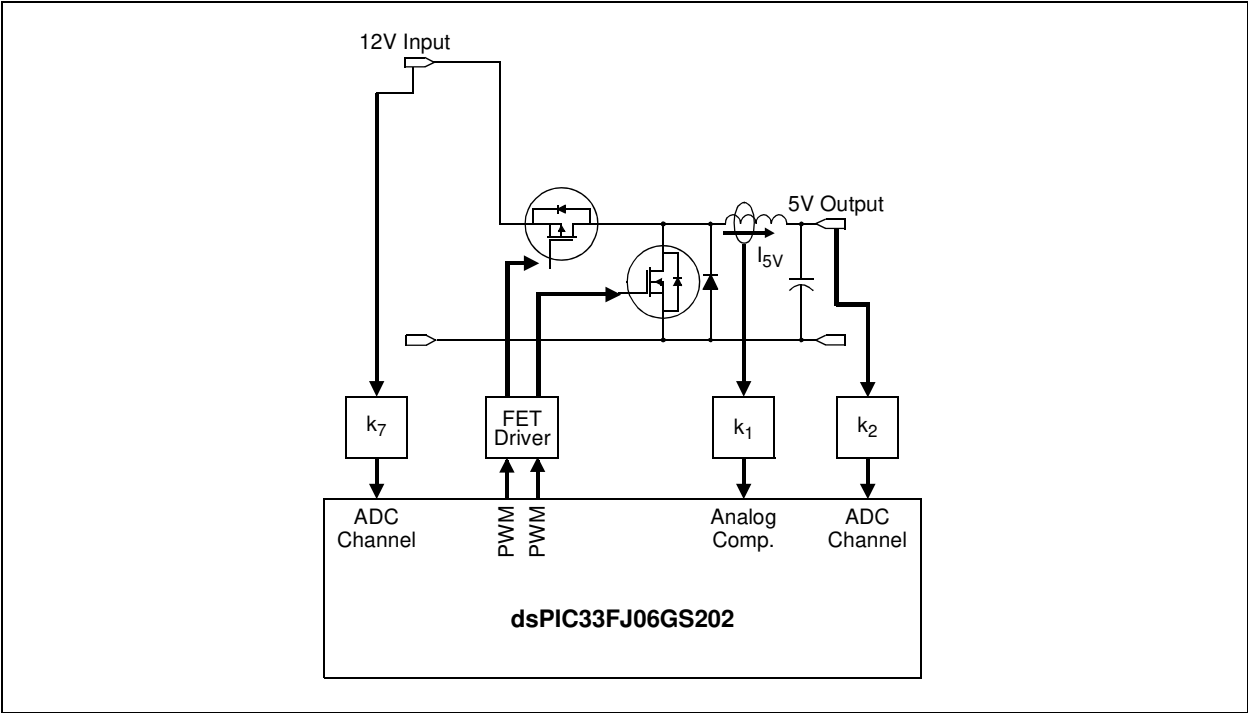 12V Input
5V Output
I5V
k7
FET
Driver
k1
k2
ADC
Channel
PWM
PWM
Analog
Comp.
ADC
Channel
dsPIC33FJ06GS202